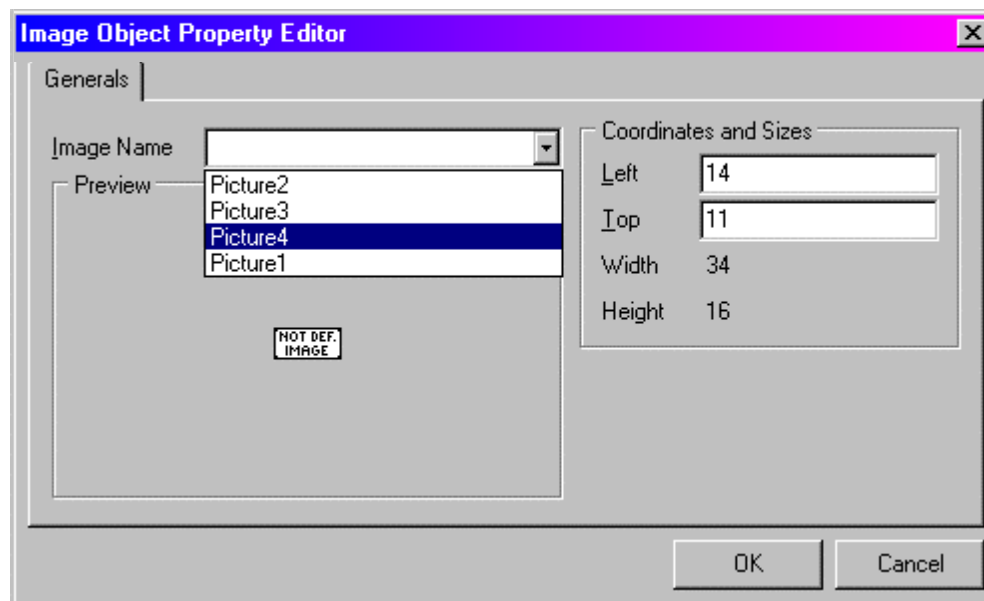 Image Object Property Editor
Generals
Image Name
Preview
Picture2
Picture3
Picture4
Picture1
NOT DEF.
IMAGE
Coordinates and Sizes
Left 14
Top 11
Width 34
Height 16
OK Cancel